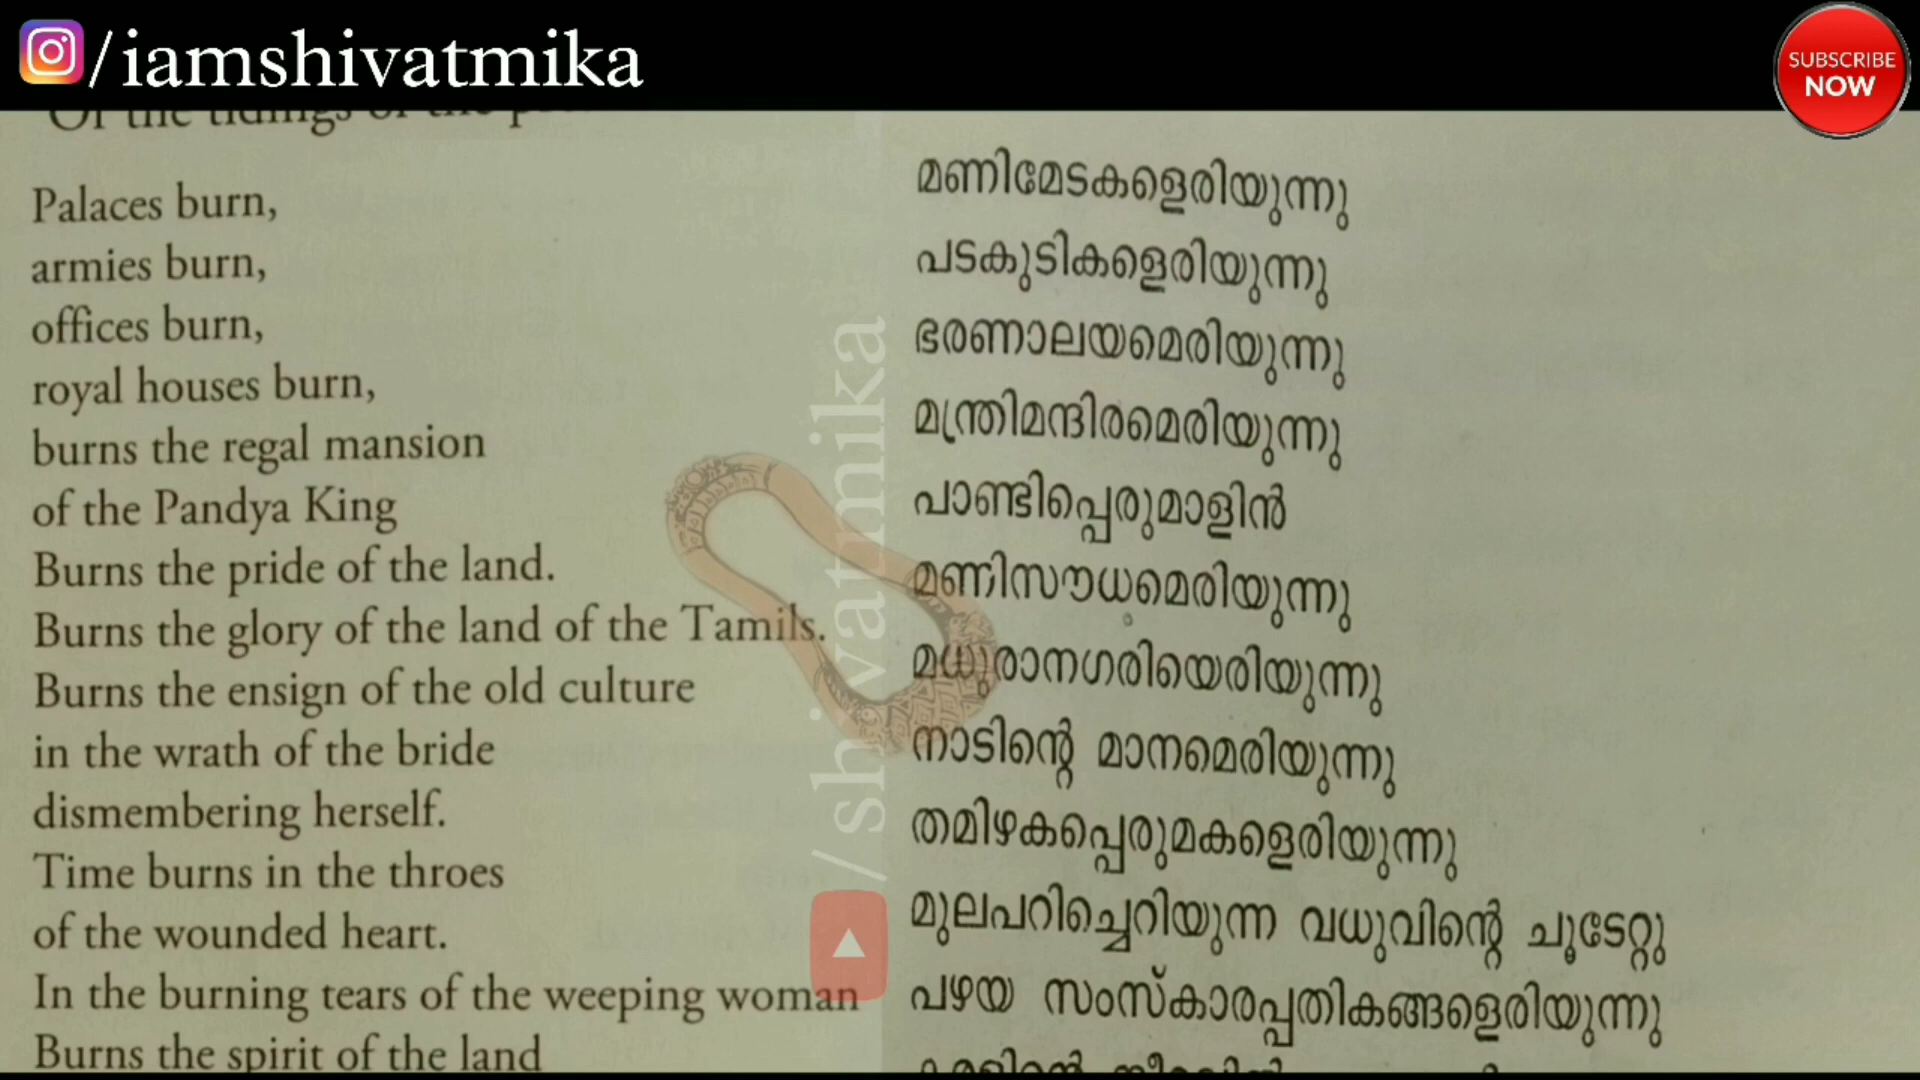 /iamshivatmika
SUBSCRIBE
NOW
Of the tidings of the
Palaces burn,
armies burn,
offices burn,
royal houses burn,
burns the regal mansion
of the Pandya King
Burns the pride of the land.
Burns the glory of the land of the Tamils.
Burns the ensign of the old culture
in the wrath of the bride
dismembering herself.
Time burns in the throes
of the wounded heart.
In the burning tears of the weeping woman
Burns the spirit of the land
മണിമേടകളെരിയുന്നു
പടകുടികളെരിയുന്നു
ഭരണാലയമെരിയുന്നു
മന്ത്രിമന്ദിരമെരിയുന്നു
പാണ്ടിപ്പെരുമാളിൻ
മണിസൗധമെരിയുന്നു
മധുരാനഗരിയെരിയുന്നു
നാടിന്റെ മാനമെരിയുന്നു
തമിഴകപ്പെരുമകളെരിയുന്നു
മുലപറിച്ചെറിയുന്ന വധുവിന്റെ ചൂടേറ്റു
പഴയ സംസ്കാരപ്പതികങ്ങളെരിയുന്നു
/shivatmika